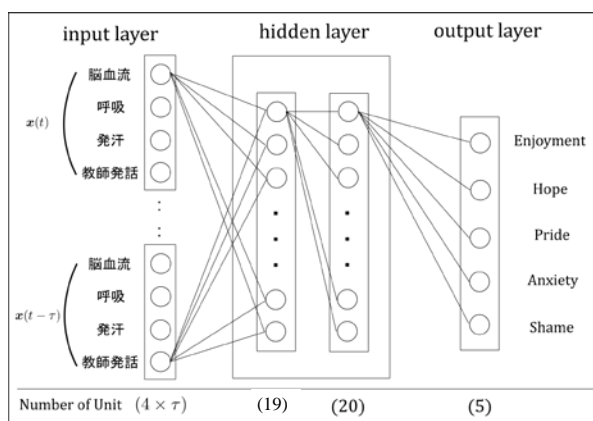 input layer hidden layer output layer
脳血流
呼吸
x(t)
発汗
教師発話
脳血流
呼吸
x(t − τ)
発汗
教師発話
Enjoyment
Hope
Pride
Anxiety
Shame
Number of Unit (4 × τ) (19) (20) (5)